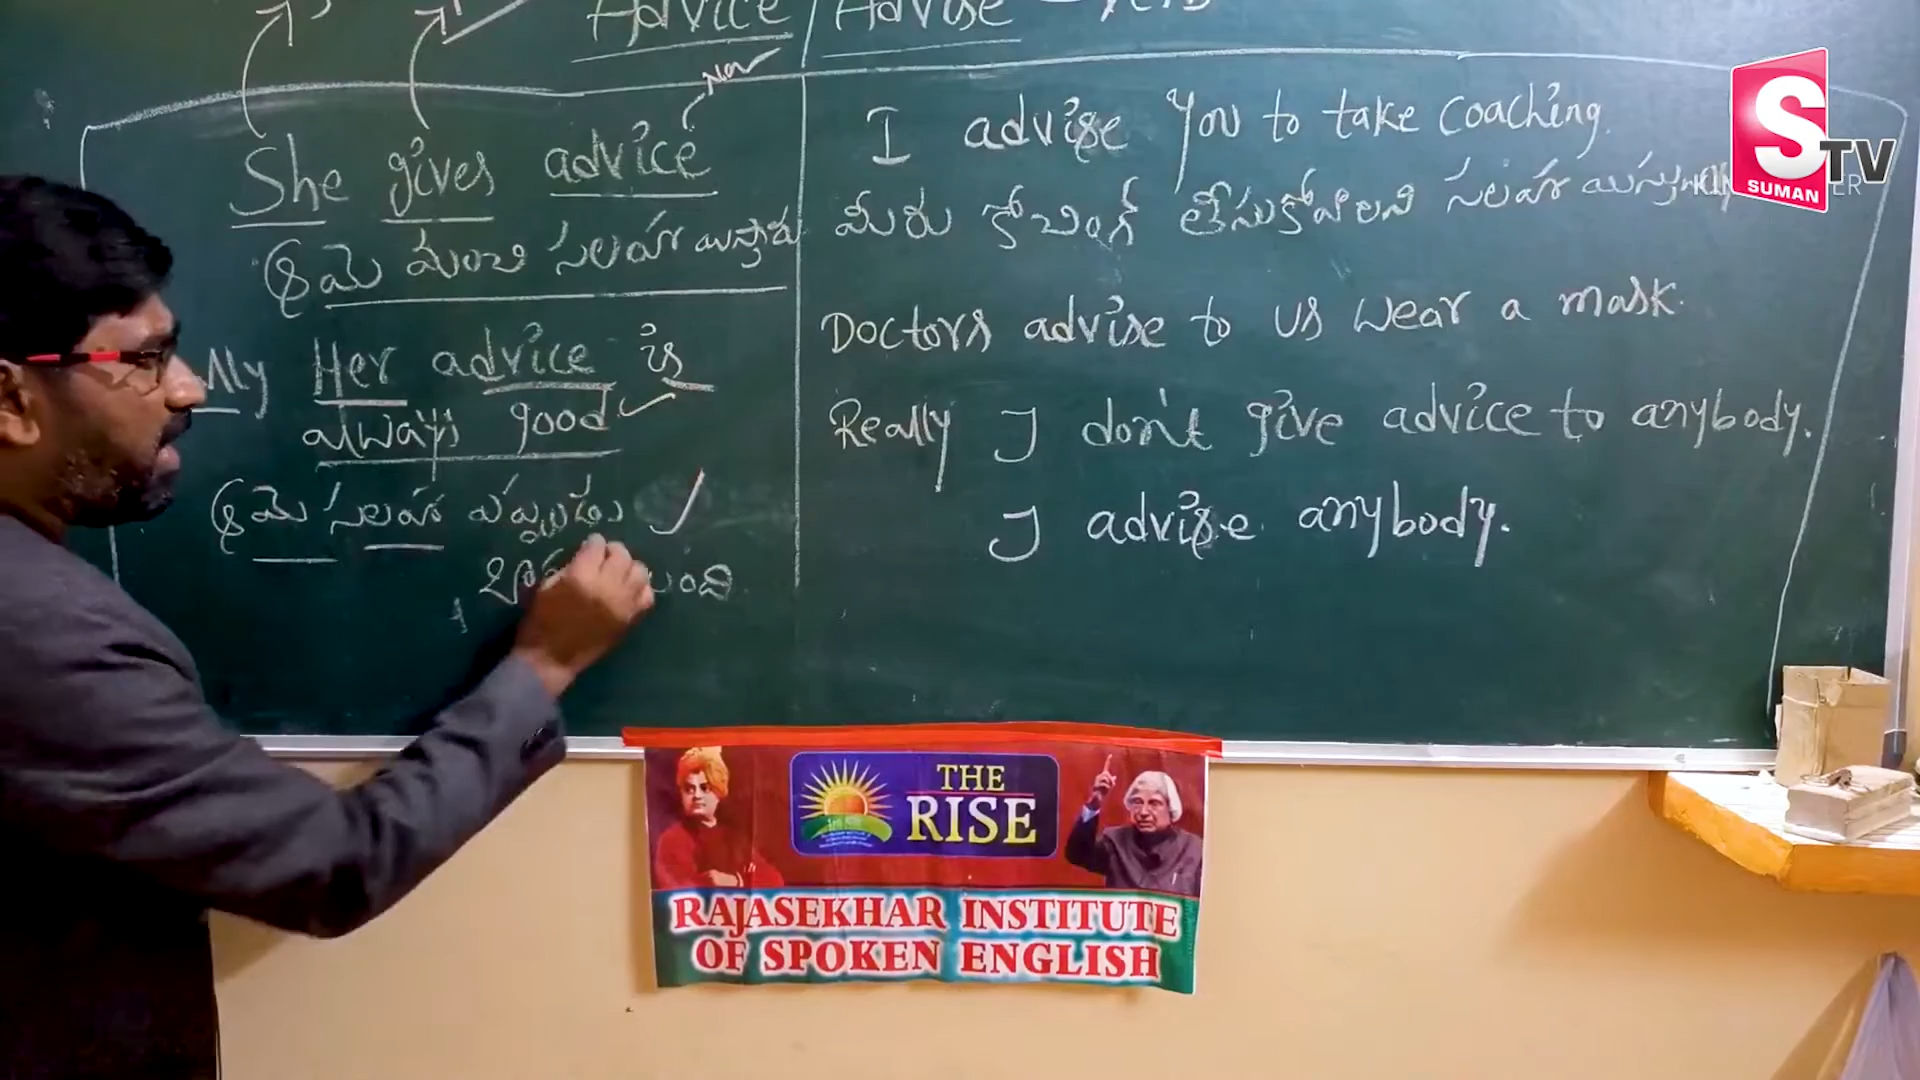 Advice / Advise - Verb
Nov
She gives advice
ఆమె మంచి సలహా యిస్తారు
My Her advice is
always good
ఆమె సలహా ఎప్పుడు
I advise you to take coaching.
మీరు కోచింగ్ తీసుకోవాలని సలహా
Doctors advise to us wear a mask.
Really I don't give advice to anybody.
I advise anybody.
S TV
SUMAN
THE
RISE
RAJASEKHAR INSTITUTE
OF SPOKEN ENGLISH